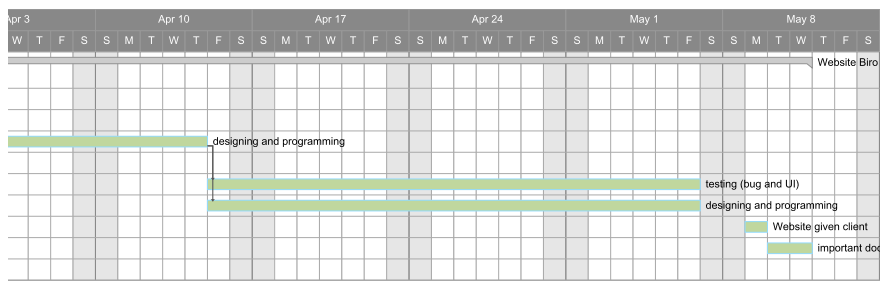 Apr 3 Apr 10 Apr 17 Apr 24 May 1 May 8
W T F S S M T W T F S S M T W T F S S M T W T F S S M T W T F S S M T W T F S
Website Biro
designing and programming
testing (bug and UI)
designing and programming
Website given client
important doc